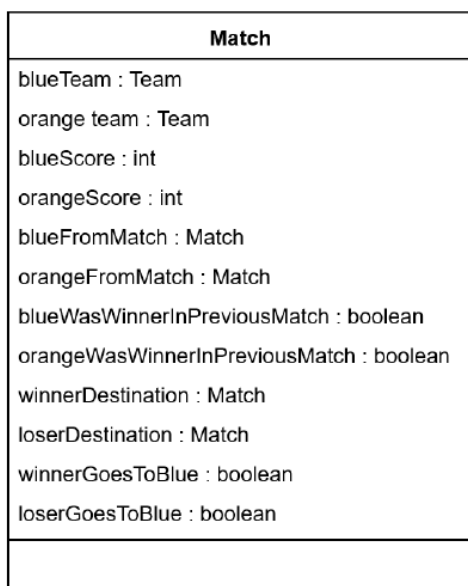 Match
blueTeam : Team
orange team : Team
blueScore : int
orangeScore : int
blueFromMatch : Match
orangeFromMatch : Match
blueWasWinnerInPreviousMatch : boolean
orangeWasWinnerInPreviousMatch : boolean
winnerDestination : Match
loserDestination : Match
winnerGoesToBlue : boolean
loserGoesToBlue : boolean